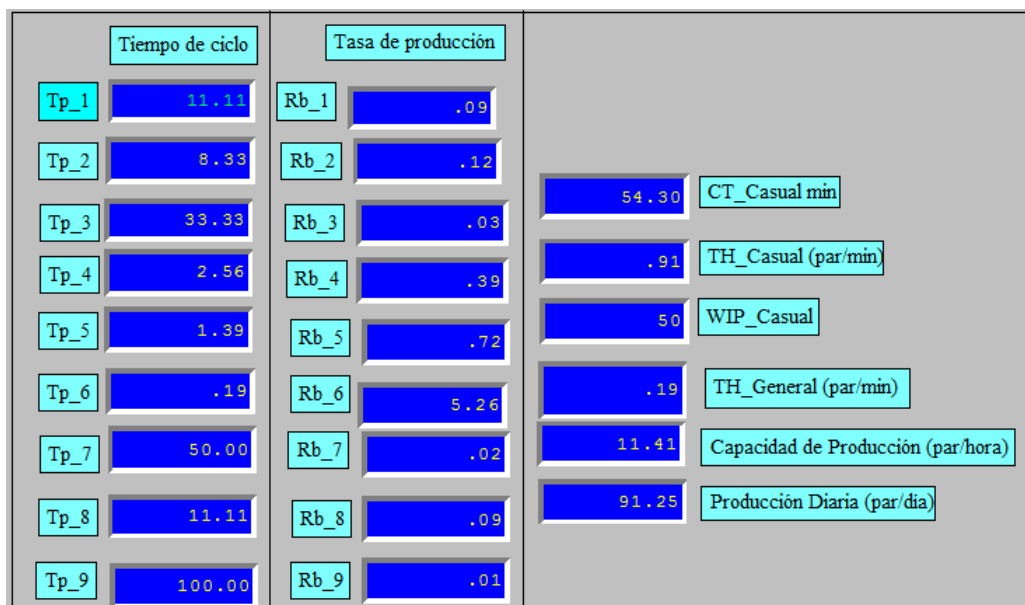 Tiempo de ciclo
Tasa de producción
Tp_1 11.11 Rb_1 .09
Tp_2 8.33 Rb_2 .12
Tp_3 33.33 Rb_3 .03
Tp_4 2.56 Rb_4 .39
Tp_5 1.39 Rb_5 .72
Tp_6 .19 Rb_6 5.26
Tp_7 50.00 Rb_7 .02
Tp_8 11.11 Rb_8 .09
Tp_9 100.00 Rb_9 .01
54.30 CT_Casual min
.91 TH_Casual (par/min)
50 WIP_Casual
.19 TH_General (par/min)
11.41 Capacidad de Producción (par/hora)
91.25 Producción Diaria (par/dia)